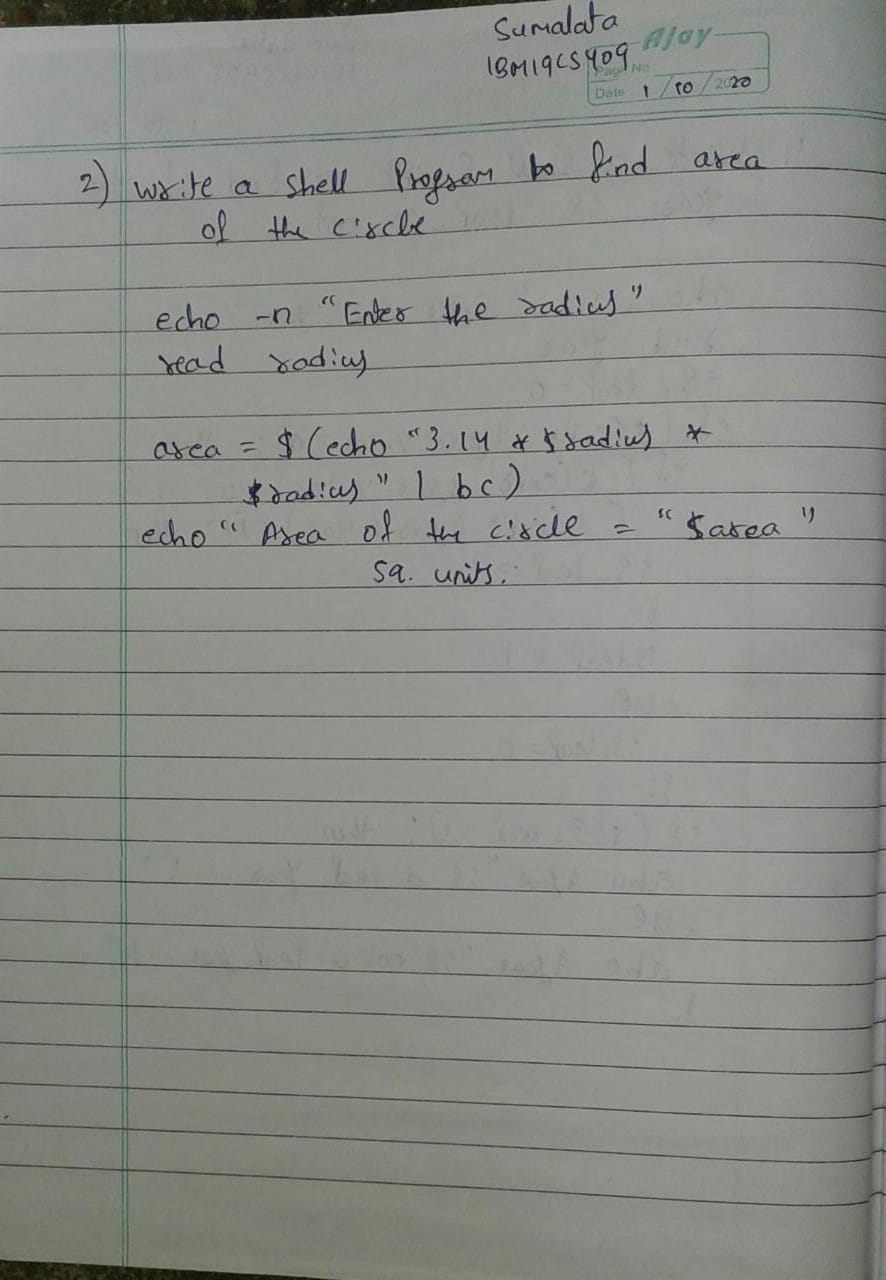 Sumalata
1BM19CS409
Ajay
Page No
Date 1/10/2020
2) write a shell Program to find area
of the circle
echo -n "Enter the radius"
read radius
area = $(echo "3.14 * $radius *
$radius" | bc)
echo "Area of the circle = "$area"
sq. units.